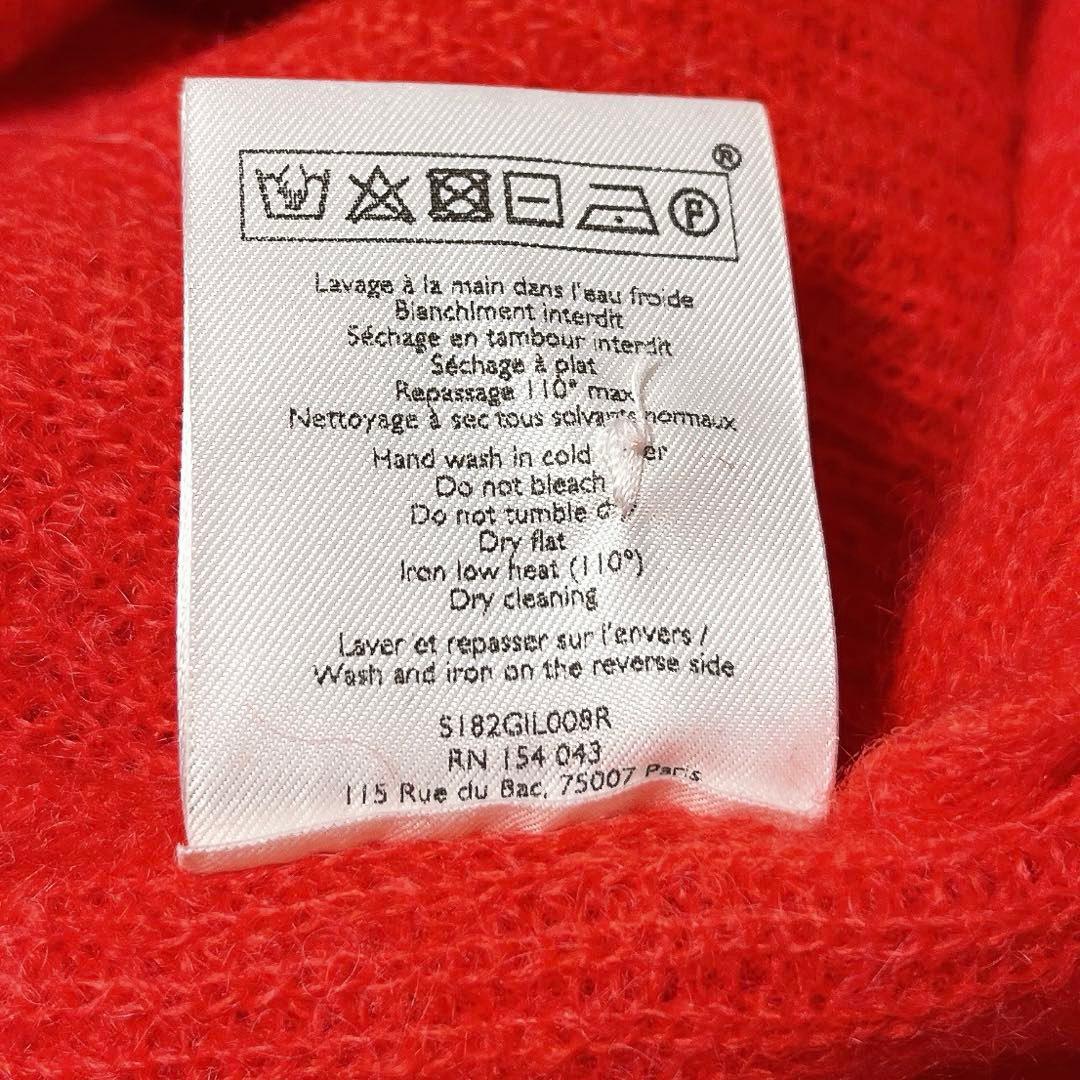 ®
P
Lavage à la main dans l'eau froide
Blanchiment interdit
Séchage en tambour interdit
Séchage à plat
Repassage 110° max
Nettoyage à sec tous solvants normaux
Hand wash in cold
Do not bleach
Do not tumble dry
Dry flat
Iron low heat (110°)
Dry cleaning
Laver et repasser sur l'envers /
Wash and iron on the reverse side
S182GIL008R
RN 154 043
115 Rue du Bac, 75007 Paris